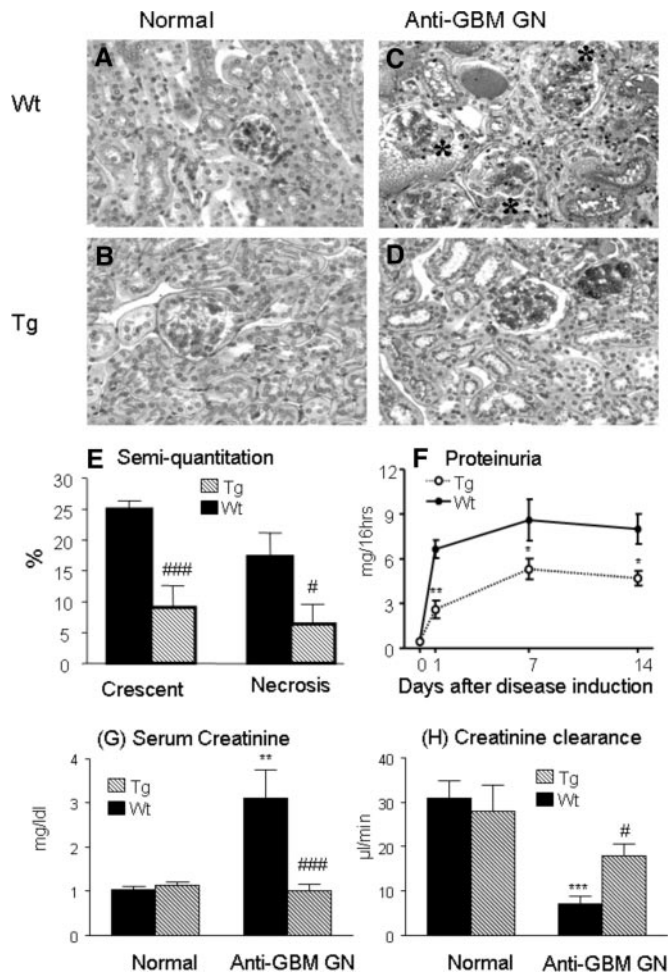 Normal Anti-GBM GN
Wt
A C
* * *
Tg
B D
E Semi-quantitation
%
30
25
20
15
10
5
0
Tg
Wt
###
#
Crescent Necrosis
F Proteinuria
mg/16hrs
12
9
6
3
0
Tg
Wt
** * *
0 1 7 14
Days after disease induction
(G) Serum Creatinine
mg/ldl
4
3
2
1
0
Tg
Wt
**
###
Normal Anti-GBM GN
(H) Creatinine clearance
µl/min
40
30
20
10
0
Tg
Wt
***
#
Normal Anti-GBM GN